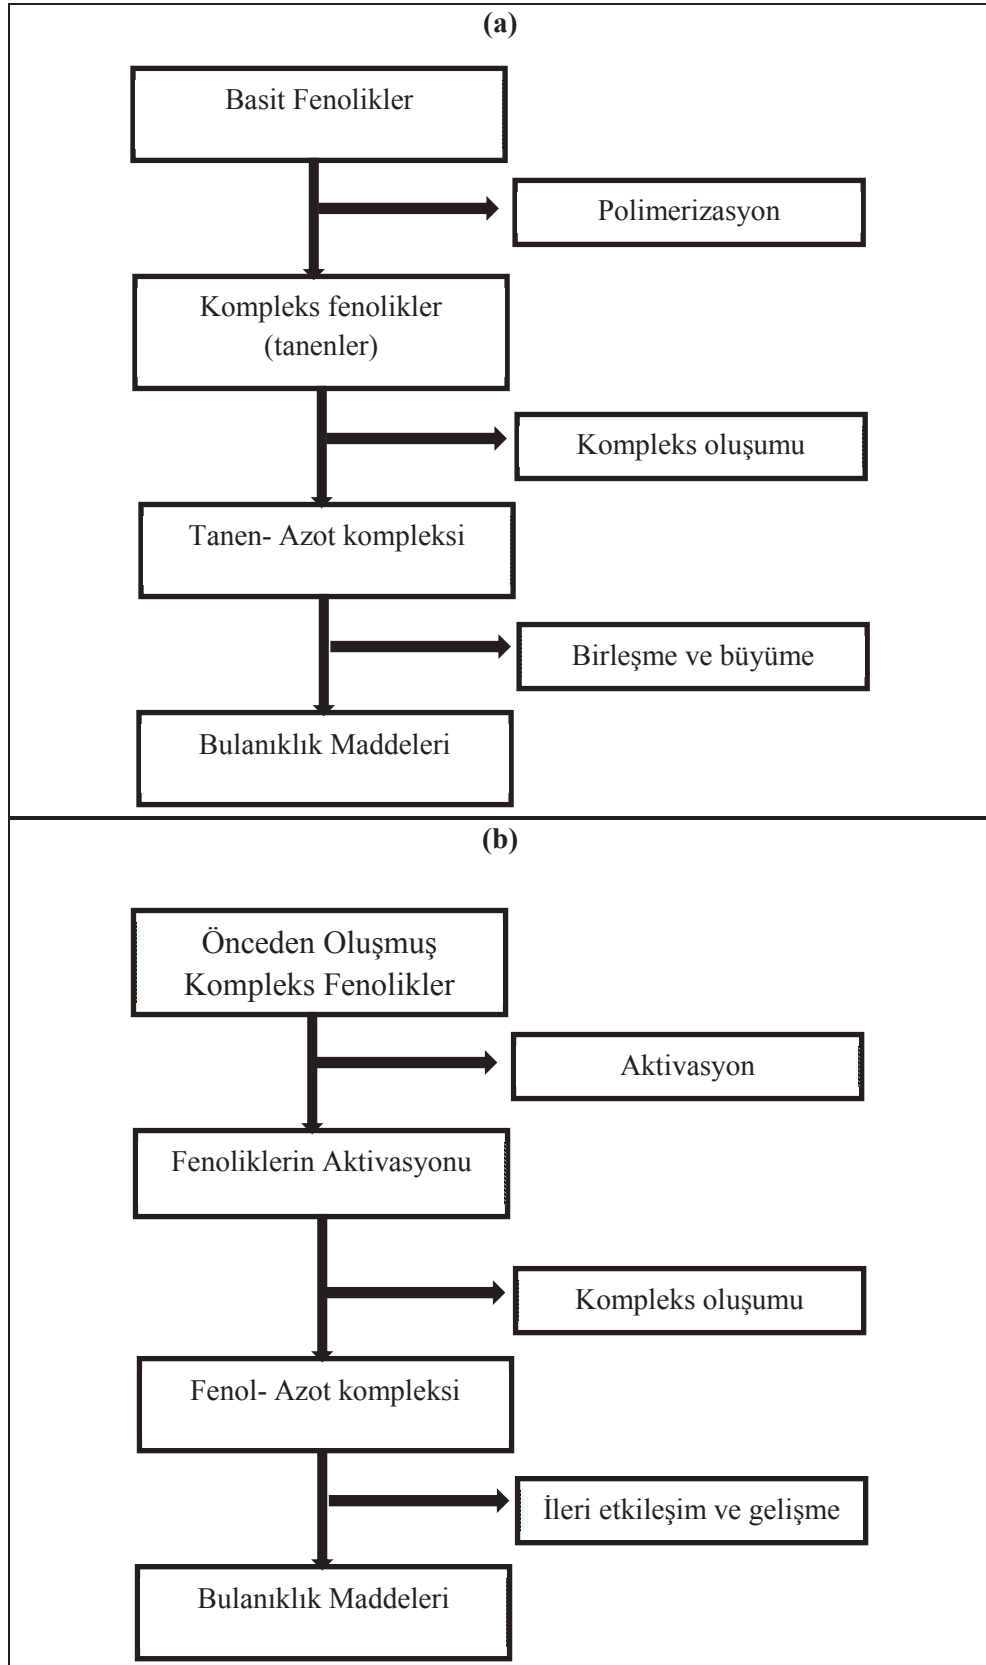 (a)
Basit Fenolikler
Polimerizasyon
Kompleks fenolikler
(tanenler)
Kompleks oluşumu
Tanen- Azot kompleksi
Birleşme ve büyüme
Bulanıklık Maddeleri
(b)
Önceden Oluşmuş
Kompleks Fenolikler
Aktivasyon
Fenoliklerin Aktivasyonu
Kompleks oluşumu
Fenol- Azot kompleksi
İleri etkileşim ve gelişme
Bulanıklık Maddeleri